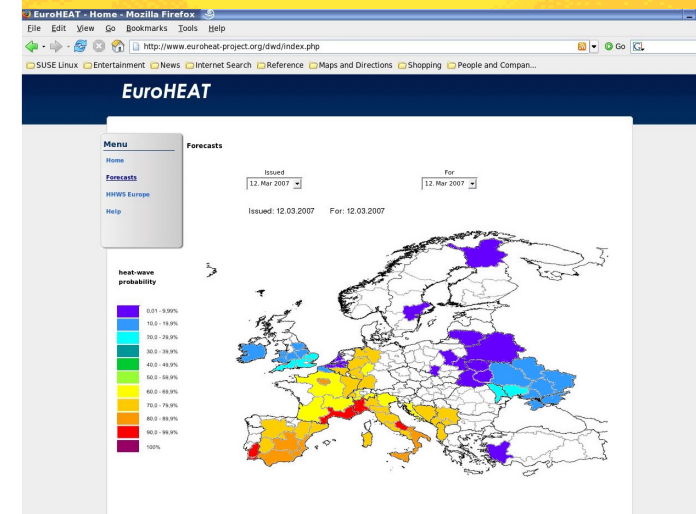 EuroHEAT - Home - Mozilla Firefox
File Edit View Go Bookmarks Tools Help
http://www.euroheat-project.org/dwd/index.php
Go
SUSE Linux Entertainment News Internet Search Reference Maps and Directions Shopping People and Compan...
EuroHEAT
Menu
Home
Forecasts
HHWS Europe
Help
Forecasts
Issued For
12. Mar 2007 12. Mar 2007
Issued: 12.03.2007 For: 12.03.2007
heat-wave
probability
0,01 - 9,99%
10,0 - 19,9%
20,0 - 29,9%
30,0 - 39,9%
40,0 - 49,9%
50,0 - 59,9%
60,0 - 69,9%
70,0 - 79,9%
80,0 - 89,9%
90,0 - 99,9%
100%